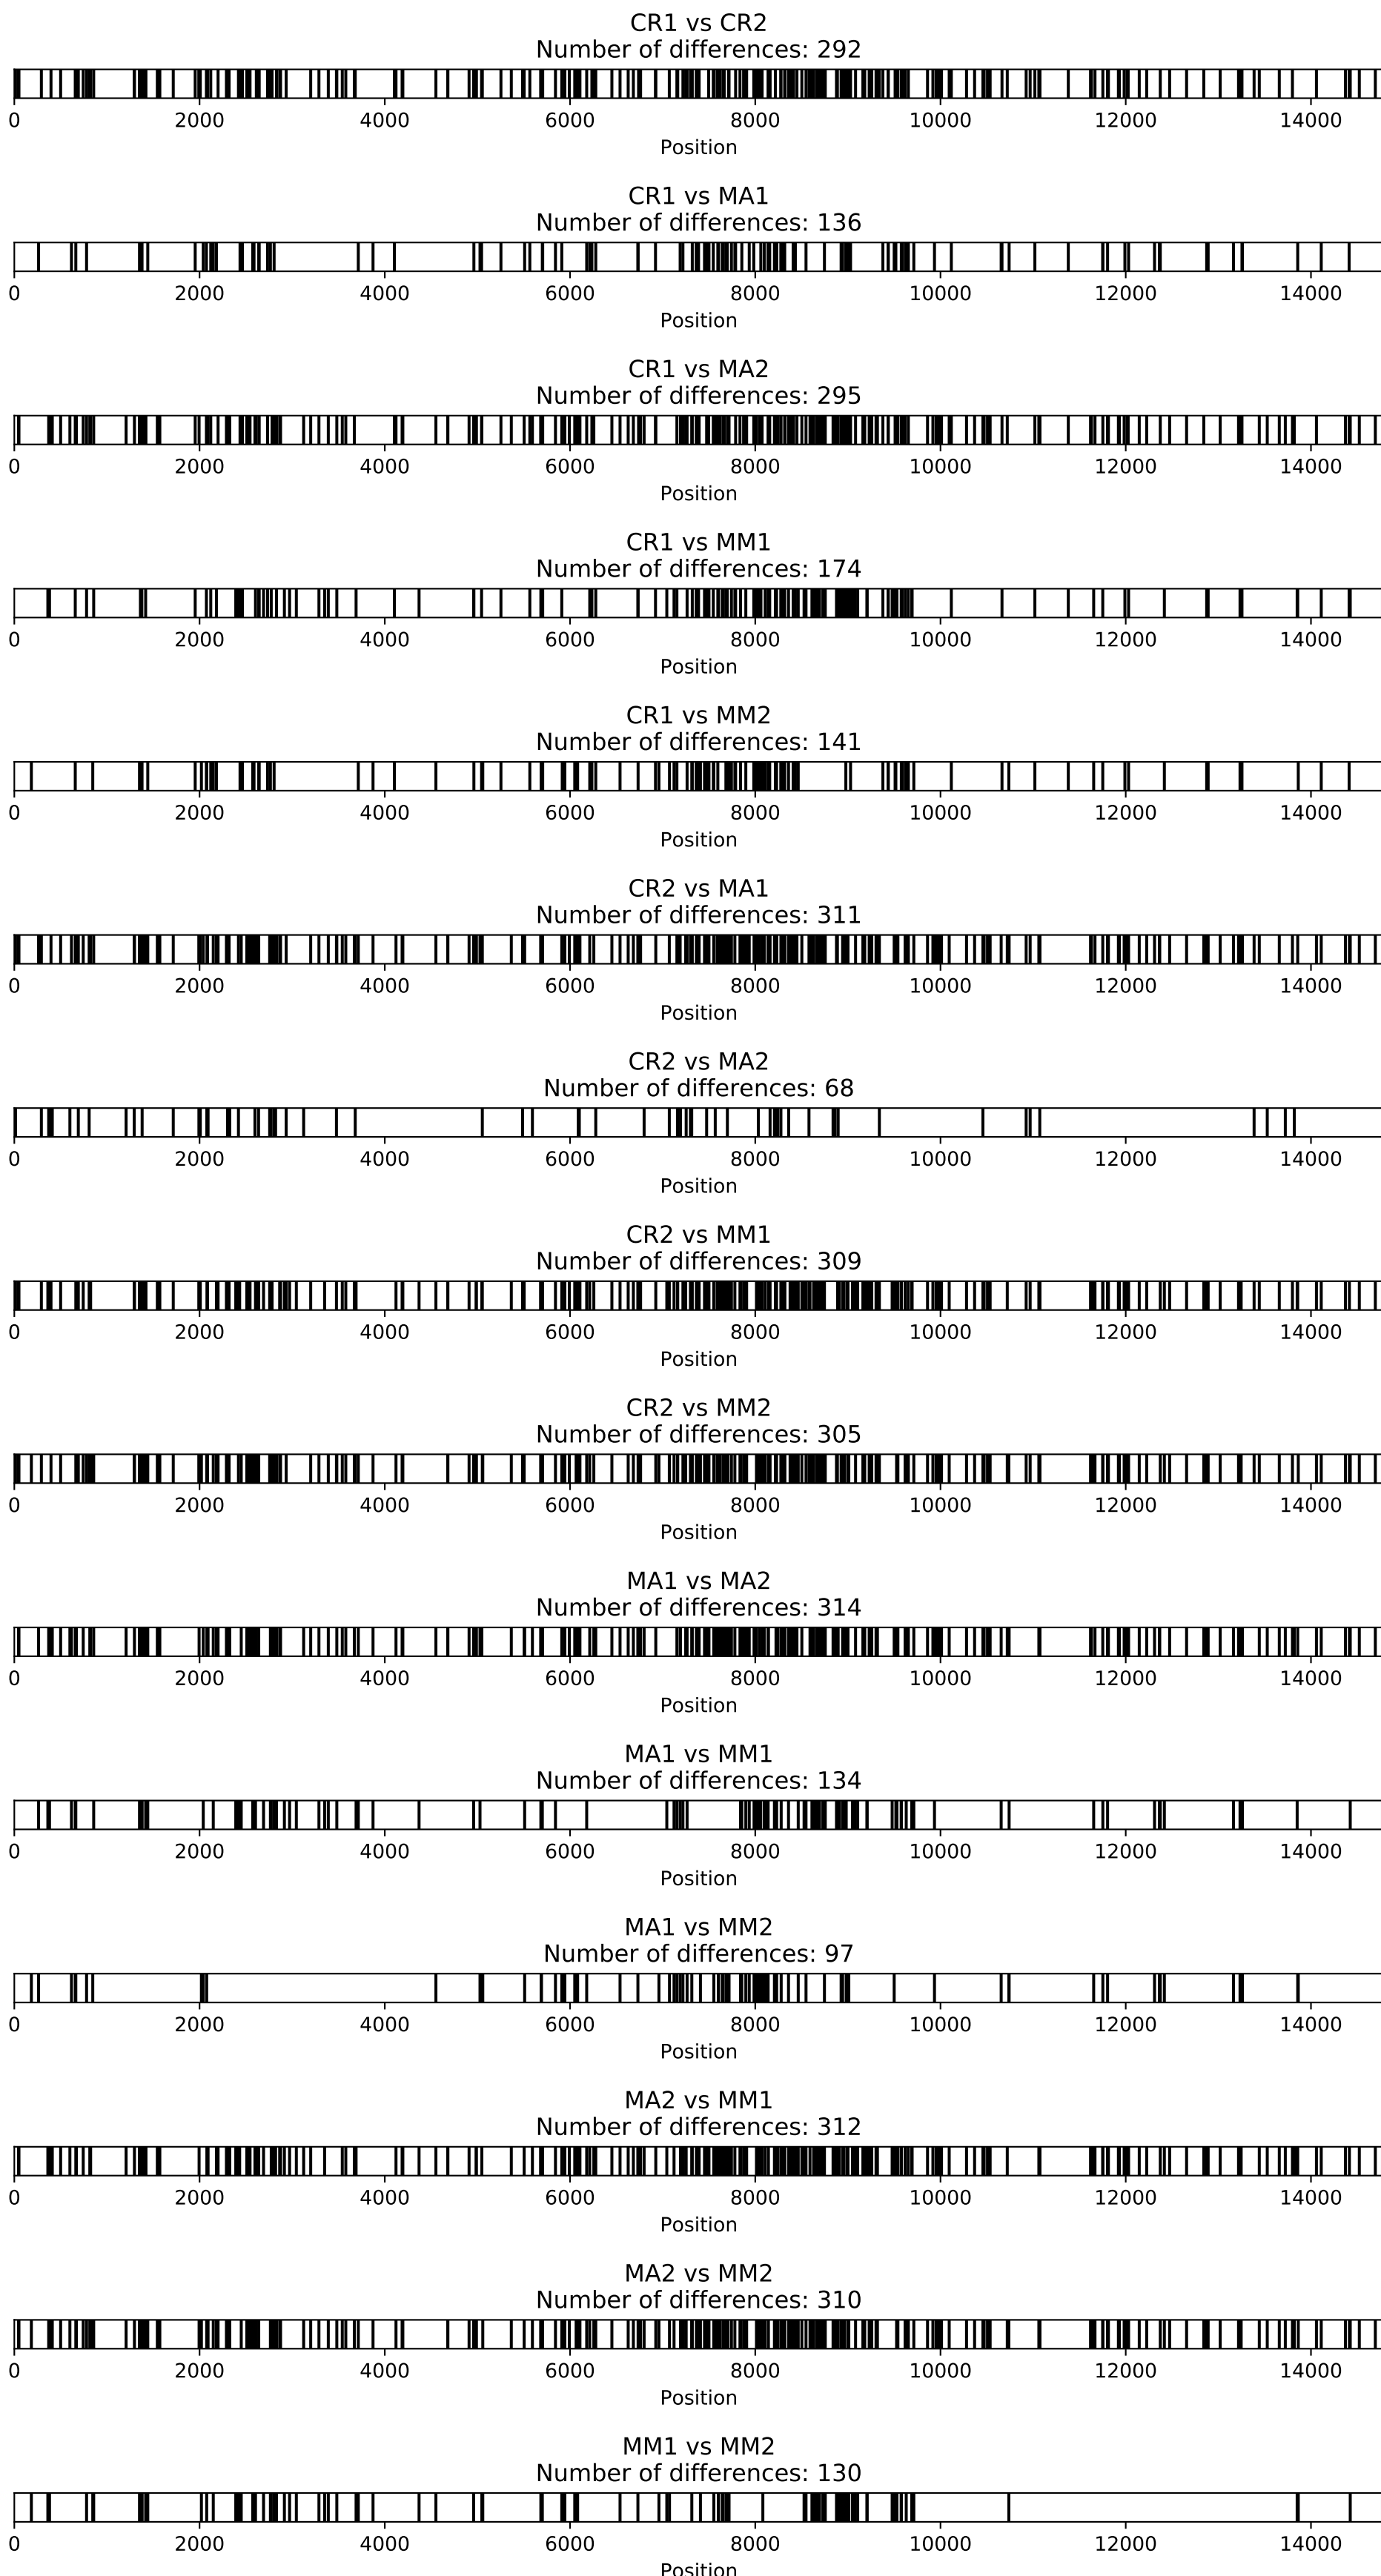 CR1 vs CR2
Number of differences: 292
0 2000 4000 6000 8000 10000 12000 14000
Position
CR1 vs MA1
Number of differences: 136
0 2000 4000 6000 8000 10000 12000 14000
Position
CR1 vs MA2
Number of differences: 295
0 2000 4000 6000 8000 10000 12000 14000
Position
CR1 vs MM1
Number of differences: 174
0 2000 4000 6000 8000 10000 12000 14000
Position
CR1 vs MM2
Number of differences: 141
0 2000 4000 6000 8000 10000 12000 14000
Position
CR2 vs MA1
Number of differences: 311
0 2000 4000 6000 8000 10000 12000 14000
Position
CR2 vs MA2
Number of differences: 68
0 2000 4000 6000 8000 10000 12000 14000
Position
CR2 vs MM1
Number of differences: 309
0 2000 4000 6000 8000 10000 12000 14000
Position
CR2 vs MM2
Number of differences: 305
0 2000 4000 6000 8000 10000 12000 14000
Position
MA1 vs MA2
Number of differences: 314
0 2000 4000 6000 8000 10000 12000 14000
Position
MA1 vs MM1
Number of differences: 134
0 2000 4000 6000 8000 10000 12000 14000
Position
MA1 vs MM2
Number of differences: 97
0 2000 4000 6000 8000 10000 12000 14000
Position
MA2 vs MM1
Number of differences: 312
0 2000 4000 6000 8000 10000 12000 14000
Position
MA2 vs MM2
Number of differences: 310
0 2000 4000 6000 8000 10000 12000 14000
Position
MM1 vs MM2
Number of differences: 130
0 2000 4000 6000 8000 10000 12000 14000
Position